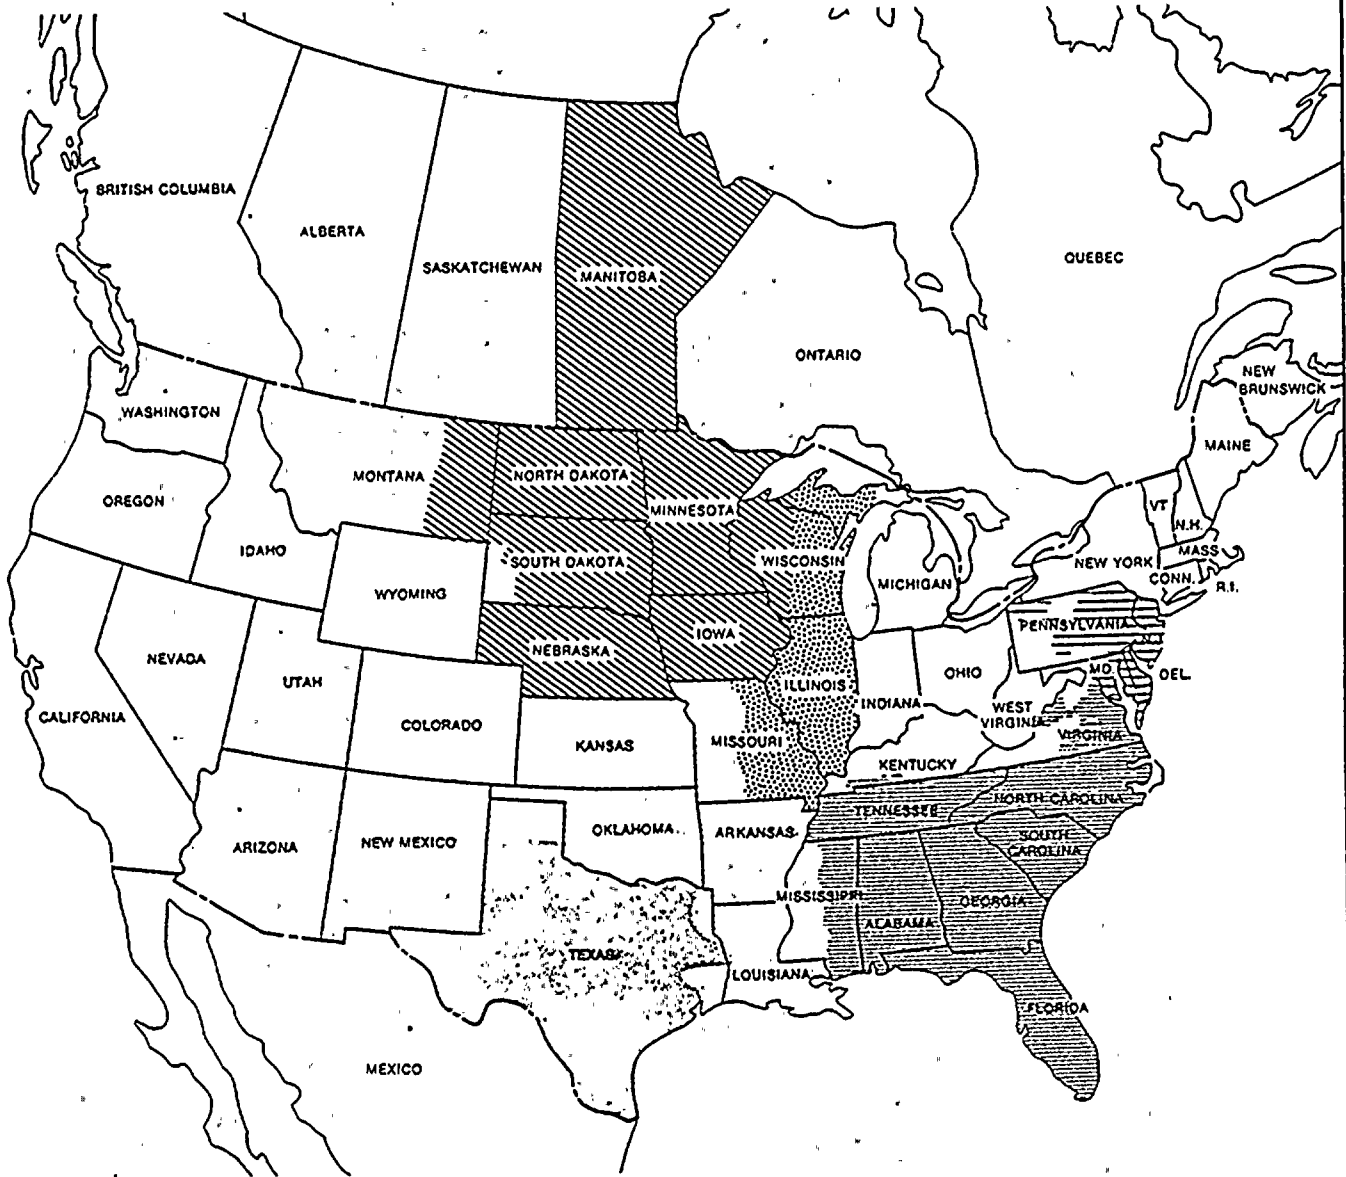 BRITISH COLUMBIA
ALBERTA
SASKATCHEWAN
MANITOBA
ONTARIO
QUEBEC
NEW
BRUNSWICK
WASHINGTON
MONTANA
NORTH DAKOTA
MINNESOTA
MAINE
OREGON
IDAHO
WYOMING
SOUTH DAKOTA
WISCONSIN
MICHIGAN
NEW YORK
VT
N.H.
MASS
CONN.
R.I.
NEVADA
UTAH
CALIFORNIA
COLORADO
NEBRASKA
IOWA
ILLINOIS
INDIANA
OHIO
PENNSYLVANIA
N.J.
MD.
DEL.
WEST
VIRGINIA
VIRGINIA
KANSAS
MISSOURI
KENTUCKY
ARIZONA
NEW MEXICO
OKLAHOMA
ARKANSAS
TENNESSEE
NORTH CAROLINA
SOUTH
CAROLINA
MISSISSIPPI
ALABAMA
GEORGIA
TEXAS
LOUISIANA
FLORIDA
MEXICO